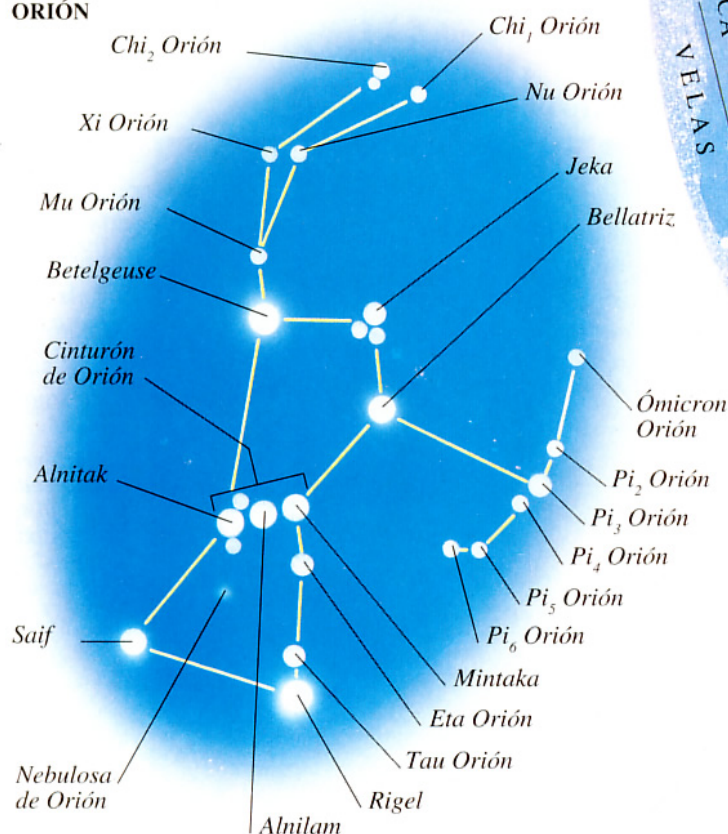 ORIÓN
Chi₂ Orión
Chi₁ Orión
Nu Orión
Xi Orión
Jeka
Mu Orión
Bellatriz
Betelgeuse
Cinturón
de Orión
Ómicron
Orión
Alnitak
Pi₂ Orión
Pi₃ Orión
Pi₄ Orión
Pi₅ Orión
Saif
Pi₆ Orión
Mintaka
Eta Orión
Tau Orión
Nebulosa
de Orión
Rigel
Alnilam
VELAS
CA